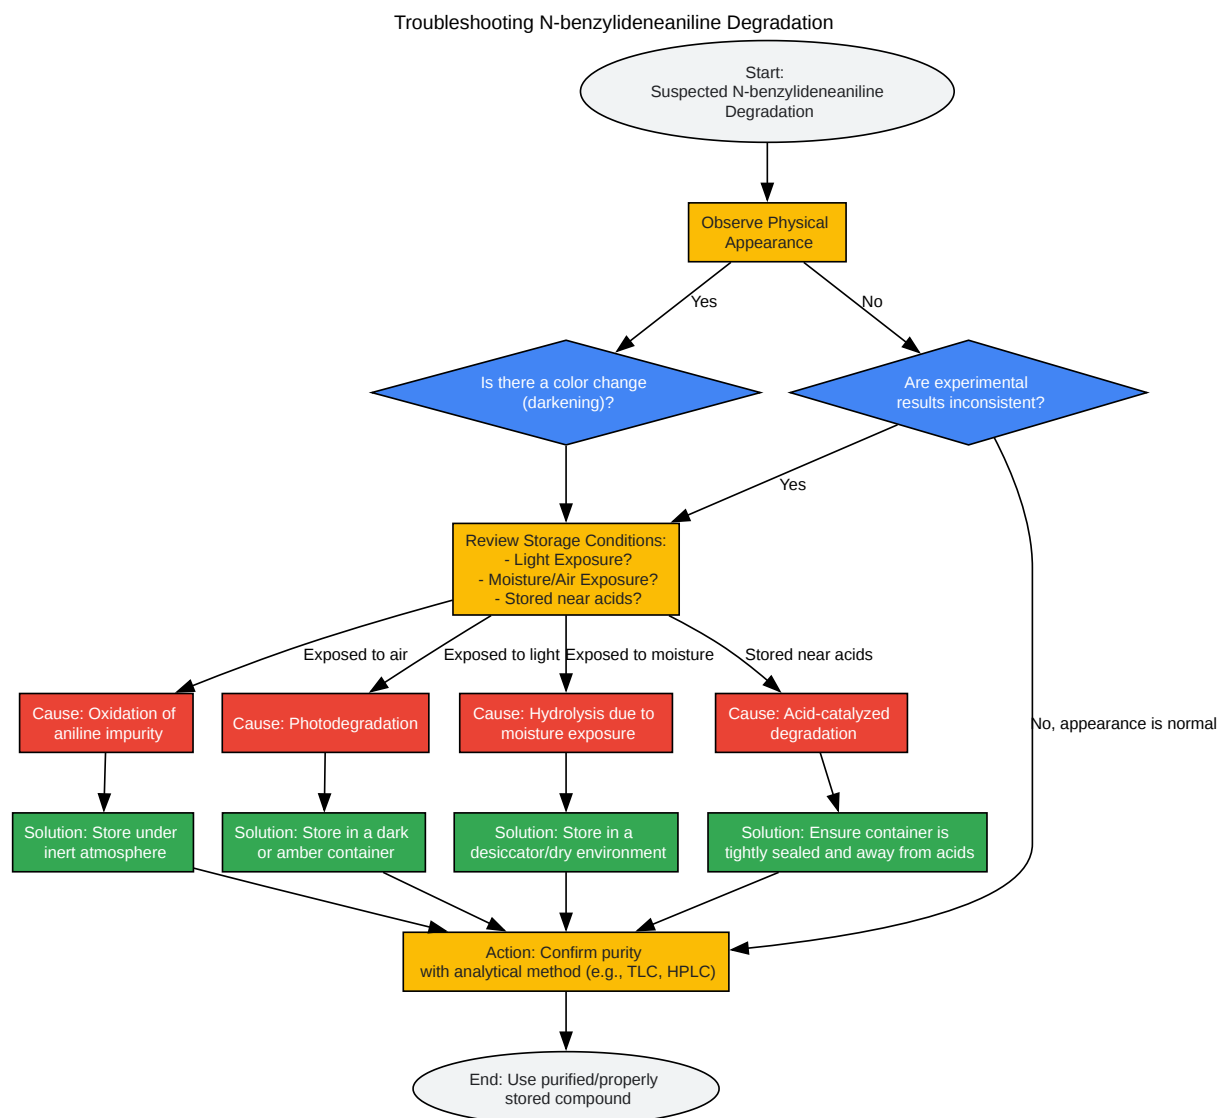 Troubleshooting N-benzylideneaniline Degradation
Start:
Suspected N-benzylideneaniline
Degradation
Observe Physical
Appearance
Yes
No
Is there a color change
(darkening)?
Are experimental
results inconsistent?
Yes
Review Storage Conditions:
- Light Exposure?
- Moisture/Air Exposure?
- Stored near acids?
Exposed to air
Exposed to light
Exposed to moisture
Stored near acids
Cause: Oxidation of
aniline impurity
Cause: Photodegradation
Cause: Hydrolysis due to
moisture exposure
Cause: Acid-catalyzed
degradation
No, appearance is normal
Solution: Store under
inert atmosphere
Solution: Store in a dark
or amber container
Solution: Store in a
desiccator/dry environment
Solution: Ensure container is
tightly sealed and away from acids
Action: Confirm purity
with analytical method (e.g., TLC, HPLC)
End: Use purified/properly
stored compound